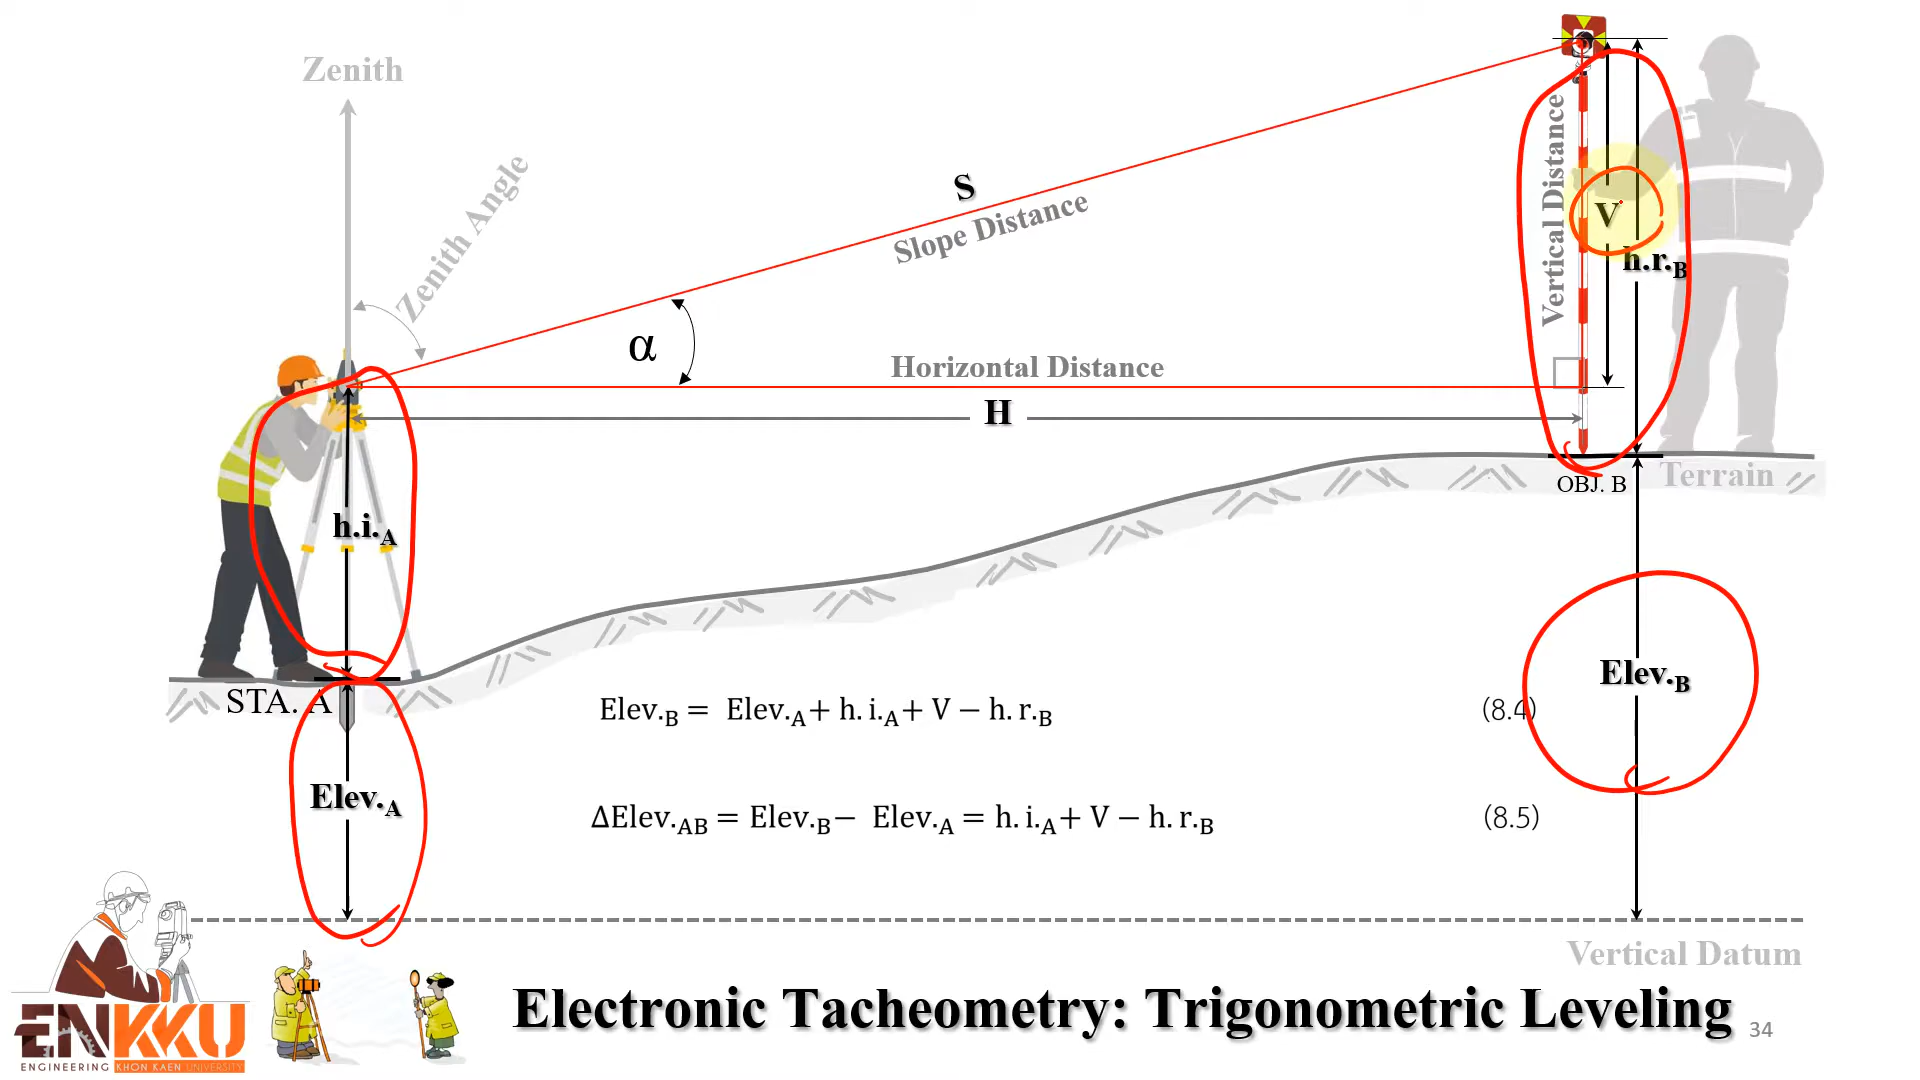 Zenith
Zenith Angle
S
Slope Distance
Vertical Distance
V
h.r.B
α
Horizontal Distance
H
h.i.A
OBJ. B
Terrain
STA. A
Elev.B
Elev.B = Elev.A+ h. i.A+ V − h. r.B
(8.4)
Elev.A
ΔElev.AB = Elev.B− Elev.A = h. i.A+ V − h. r.B
(8.5)
Vertical Datum
Electronic Tacheometry: Trigonometric Leveling
34
ENKKU
ENGINEERING KHON KAEN UNIVERSITY